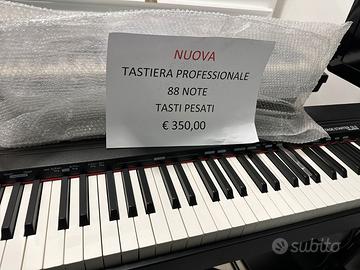 NUOVA
TASTIERA PROFESSIONALE
88 NOTE
TASTI PESATI
€ 350,00
subito